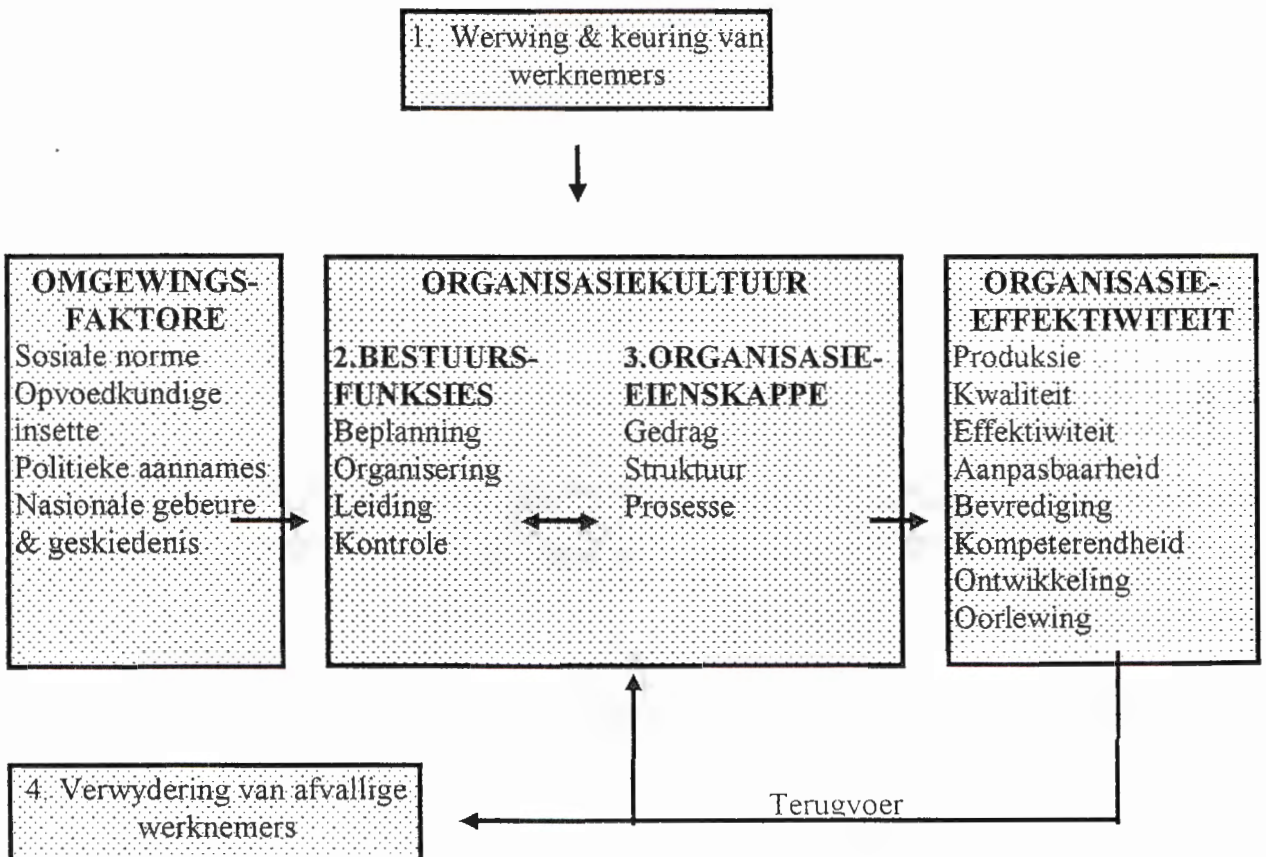 1. Werwing & keuring van
werknemers
OMGEWINGS-
FAKTORE
Sosiale norme
Opvoedkundige
insette
Politieke aannames
Nasionale gebeure
& geskiedenis
ORGANISASIEKULTUUR
2.BESTUURS-
FUNKSIES
Beplanning
Organisering
Leiding
Kontrole
3.ORGANISASIE-
EIENSKAPPE
Gedrag
Struktuur
Prosesse
ORGANISASIE-
EFFEKTIWITEIT
Produksie
Kwaliteit
Effektiwiteit
Aanpasbaarheid
Bevrediging
Kompeterendheid
Ontwikkeling
Oorlewing
4. Verwydering van afvallige
werknemers
Terugvoer